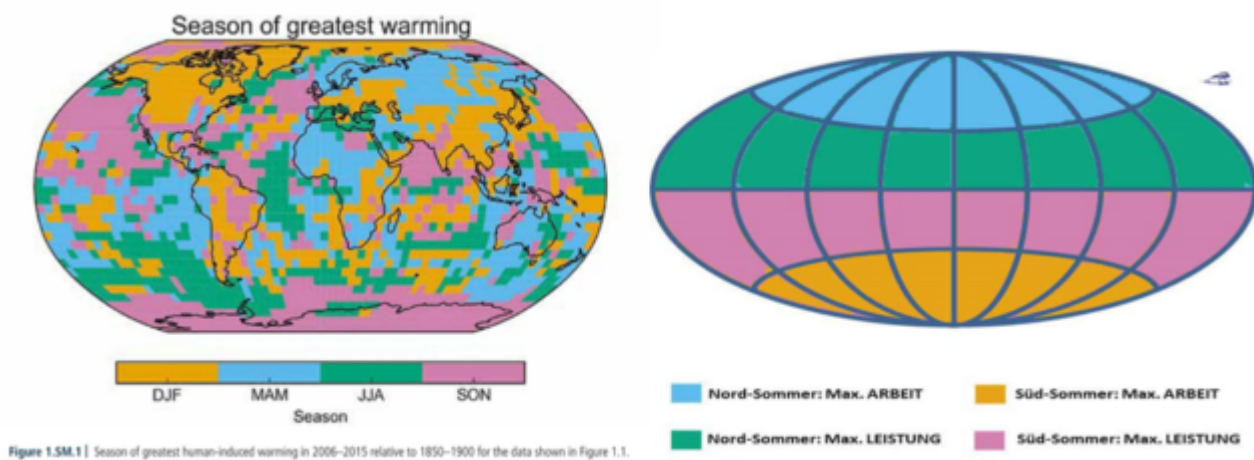 Season of greatest warming
DJF MAM JJA SON
Season
Figure 1.SM.1 | Season of greatest human-induced warming in 2006–2015 relative to 1850–1900 for the data shown in Figure 1.1.
Nord-Sommer: Max. ARBEIT
Süd-Sommer: Max. ARBEIT
Nord-Sommer: Max. LEISTUNG
Süd-Sommer: Max. LEISTUNG